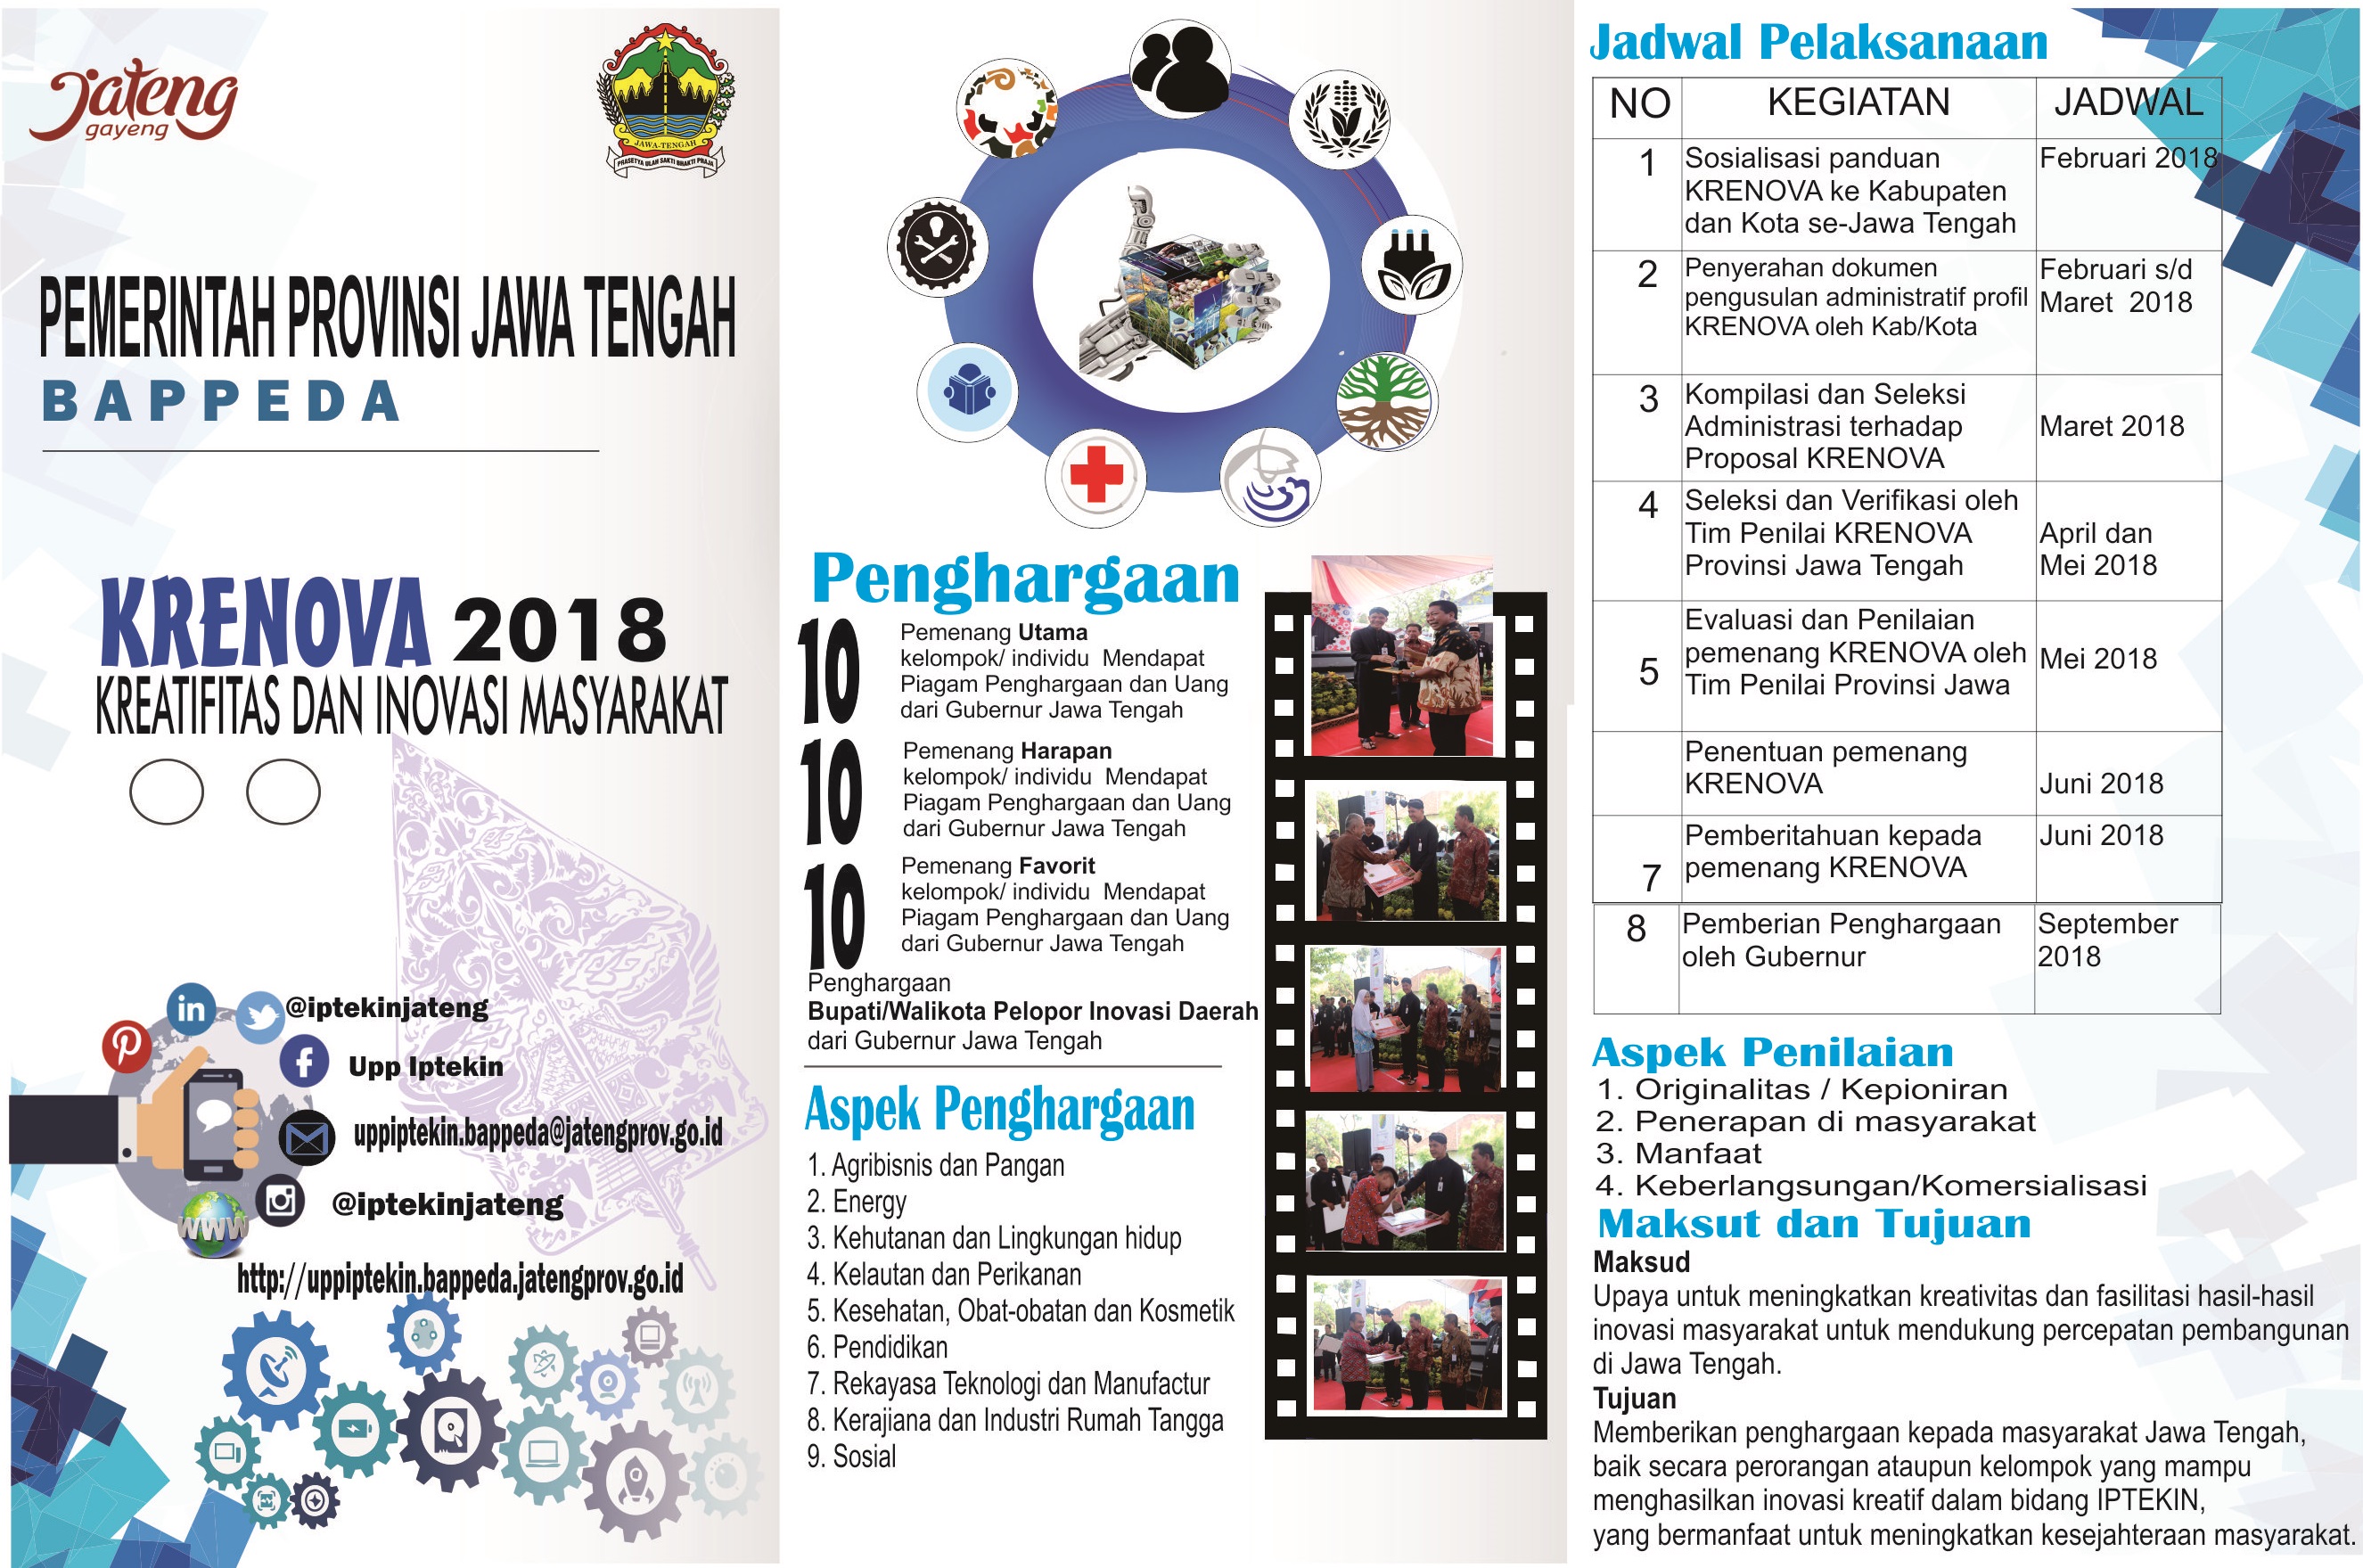 Jateng
gayeng
JAWA-TENGAH
PRASETYA ULAH SAKTI BHAKTI PRAJA
PEMERINTAH PROVINSI JAWA TENGAH
BAPPEDA
KRENOVA 2018
KREATIFITAS DAN INOVASI MASYARAKAT
in
@iptekinjateng
f
Upp Iptekin
uppiptekin.bappeda@jatengprov.go.id
@iptekinjateng
WWW
http://uppiptekin.bappeda.jatengprov.go.id
Penghargaan
10
Pemenang Utama
kelompok/ individu Mendapat
Piagam Penghargaan dan Uang
dari Gubernur Jawa Tengah
10
Pemenang Harapan
kelompok/ individu Mendapat
Piagam Penghargaan dan Uang
dari Gubernur Jawa Tengah
10
Pemenang Favorit
kelompok/ individu Mendapat
Piagam Penghargaan dan Uang
dari Gubernur Jawa Tengah
Penghargaan
Bupati/Walikota Pelopor Inovasi Daerah
dari Gubernur Jawa Tengah
Aspek Penghargaan
1. Agribisnis dan Pangan
2. Energy
3. Kehutanan dan Lingkungan hidup
4. Kelautan dan Perikanan
5. Kesehatan, Obat-obatan dan Kosmetik
6. Pendidikan
7. Rekayasa Teknologi dan Manufactur
8. Kerajiana dan Industri Rumah Tangga
9. Sosial
Jadwal Pelaksanaan
NO KEGIATAN JADWAL
1 Sosialisasi panduan Februari 2018
KRENOVA ke Kabupaten
dan Kota se-Jawa Tengah
2 Penyerahan dokumen Februari s/d
pengusulan administratif profil Maret 2018
KRENOVA oleh Kab/Kota
3 Kompilasi dan Seleksi
Administrasi terhadap Maret 2018
Proposal KRENOVA
4 Seleksi dan Verifikasi oleh
Tim Penilai KRENOVA April dan
Provinsi Jawa Tengah Mei 2018
Evaluasi dan Penilaian
5 pemenang KRENOVA oleh Mei 2018
Tim Penilai Provinsi Jawa
Penentuan pemenang
KRENOVA Juni 2018
Pemberitahuan kepada Juni 2018
7 pemenang KRENOVA
8 Pemberian Penghargaan September
oleh Gubernur 2018
Aspek Penilaian
1. Originalitas / Kepioniran
2. Penerapan di masyarakat
3. Manfaat
4. Keberlangsungan/Komersialisasi
Maksut dan Tujuan
Maksud
Upaya untuk meningkatkan kreativitas dan fasilitasi hasil-hasil
inovasi masyarakat untuk mendukung percepatan pembangunan
di Jawa Tengah.
Tujuan
Memberikan penghargaan kepada masyarakat Jawa Tengah,
baik secara perorangan ataupun kelompok yang mampu
menghasilkan inovasi kreatif dalam bidang IPTEKIN,
yang bermanfaat untuk meningkatkan kesejahteraan masyarakat.